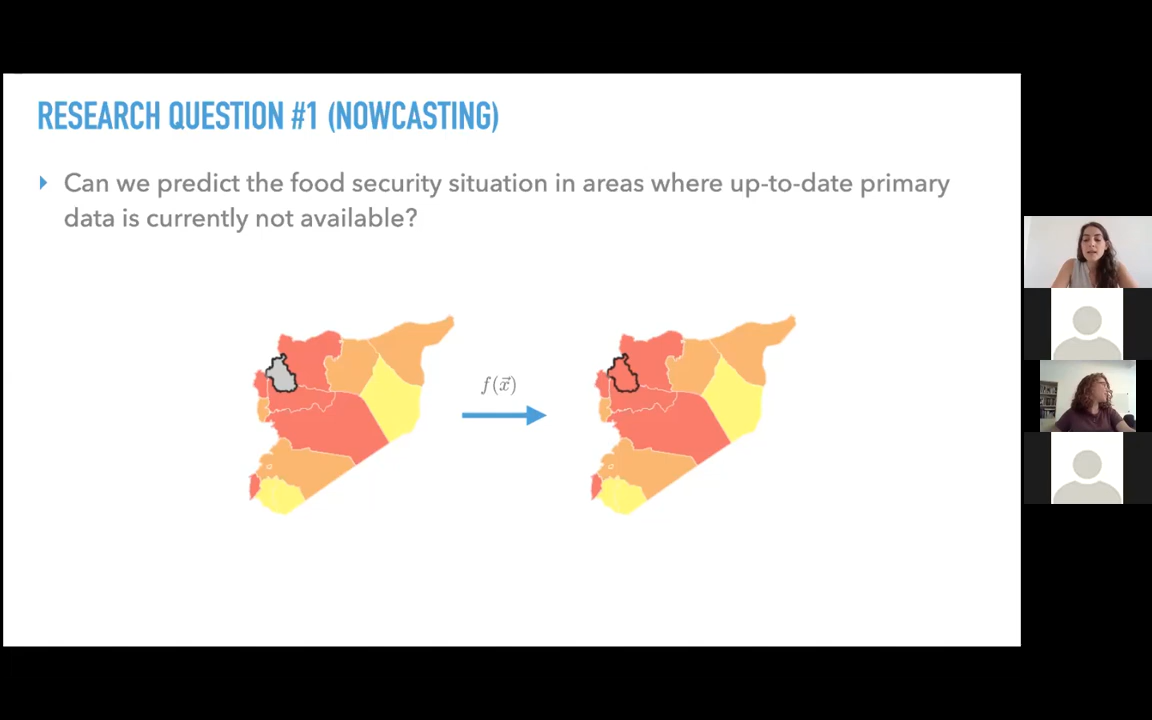 RESEARCH QUESTION #1 (NOWCASTING)
Can we predict the food security situation in areas where up-to-date primary
data is currently not available?
f(x⃗)